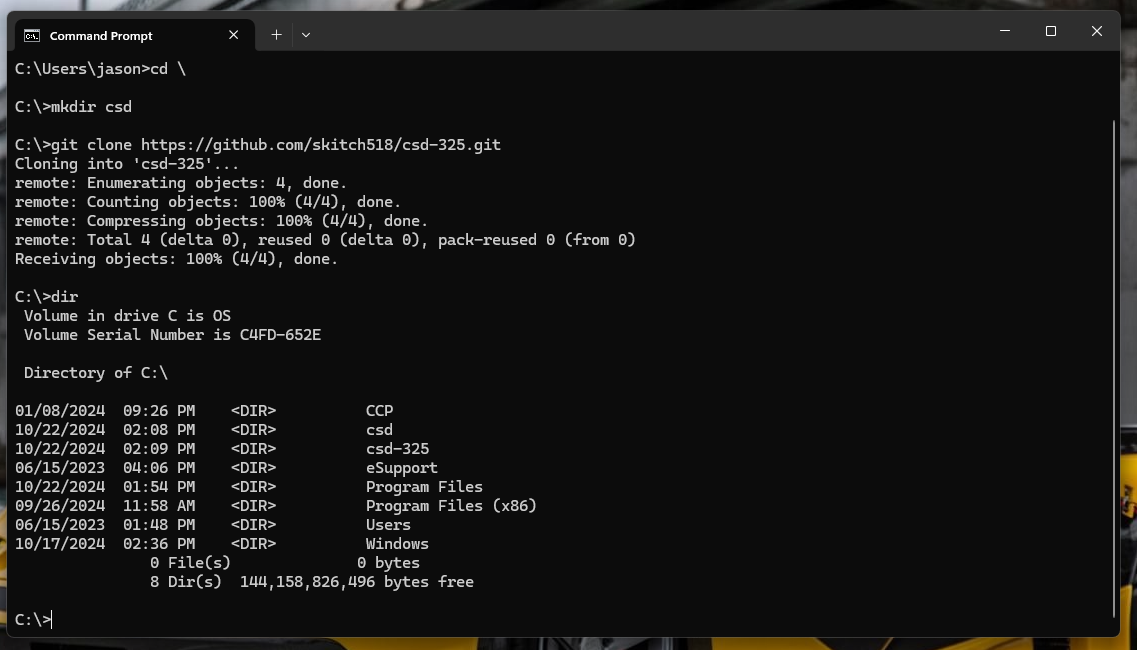 Command Prompt
C:\Users\jason>cd \
C:\>mkdir csd
C:\>git clone https://github.com/skitch518/csd-325.git
Cloning into 'csd-325'...
remote: Enumerating objects: 4, done.
remote: Counting objects: 100% (4/4), done.
remote: Compressing objects: 100% (4/4), done.
remote: Total 4 (delta 0), reused 0 (delta 0), pack-reused 0 (from 0)
Receiving objects: 100% (4/4), done.
C:\>dir
 Volume in drive C is OS
 Volume Serial Number is C4FD-652E
 Directory of C:\
01/08/2024  09:26 PM    <DIR>          CCP
10/22/2024  02:08 PM    <DIR>          csd
10/22/2024  02:09 PM    <DIR>          csd-325
06/15/2023  04:06 PM    <DIR>          eSupport
10/22/2024  01:54 PM    <DIR>          Program Files
09/26/2024  11:58 AM    <DIR>          Program Files (x86)
06/15/2023  01:48 PM    <DIR>          Users
10/17/2024  02:36 PM    <DIR>          Windows
               0 File(s)              0 bytes
               8 Dir(s)  144,158,826,496 bytes free
C:\>